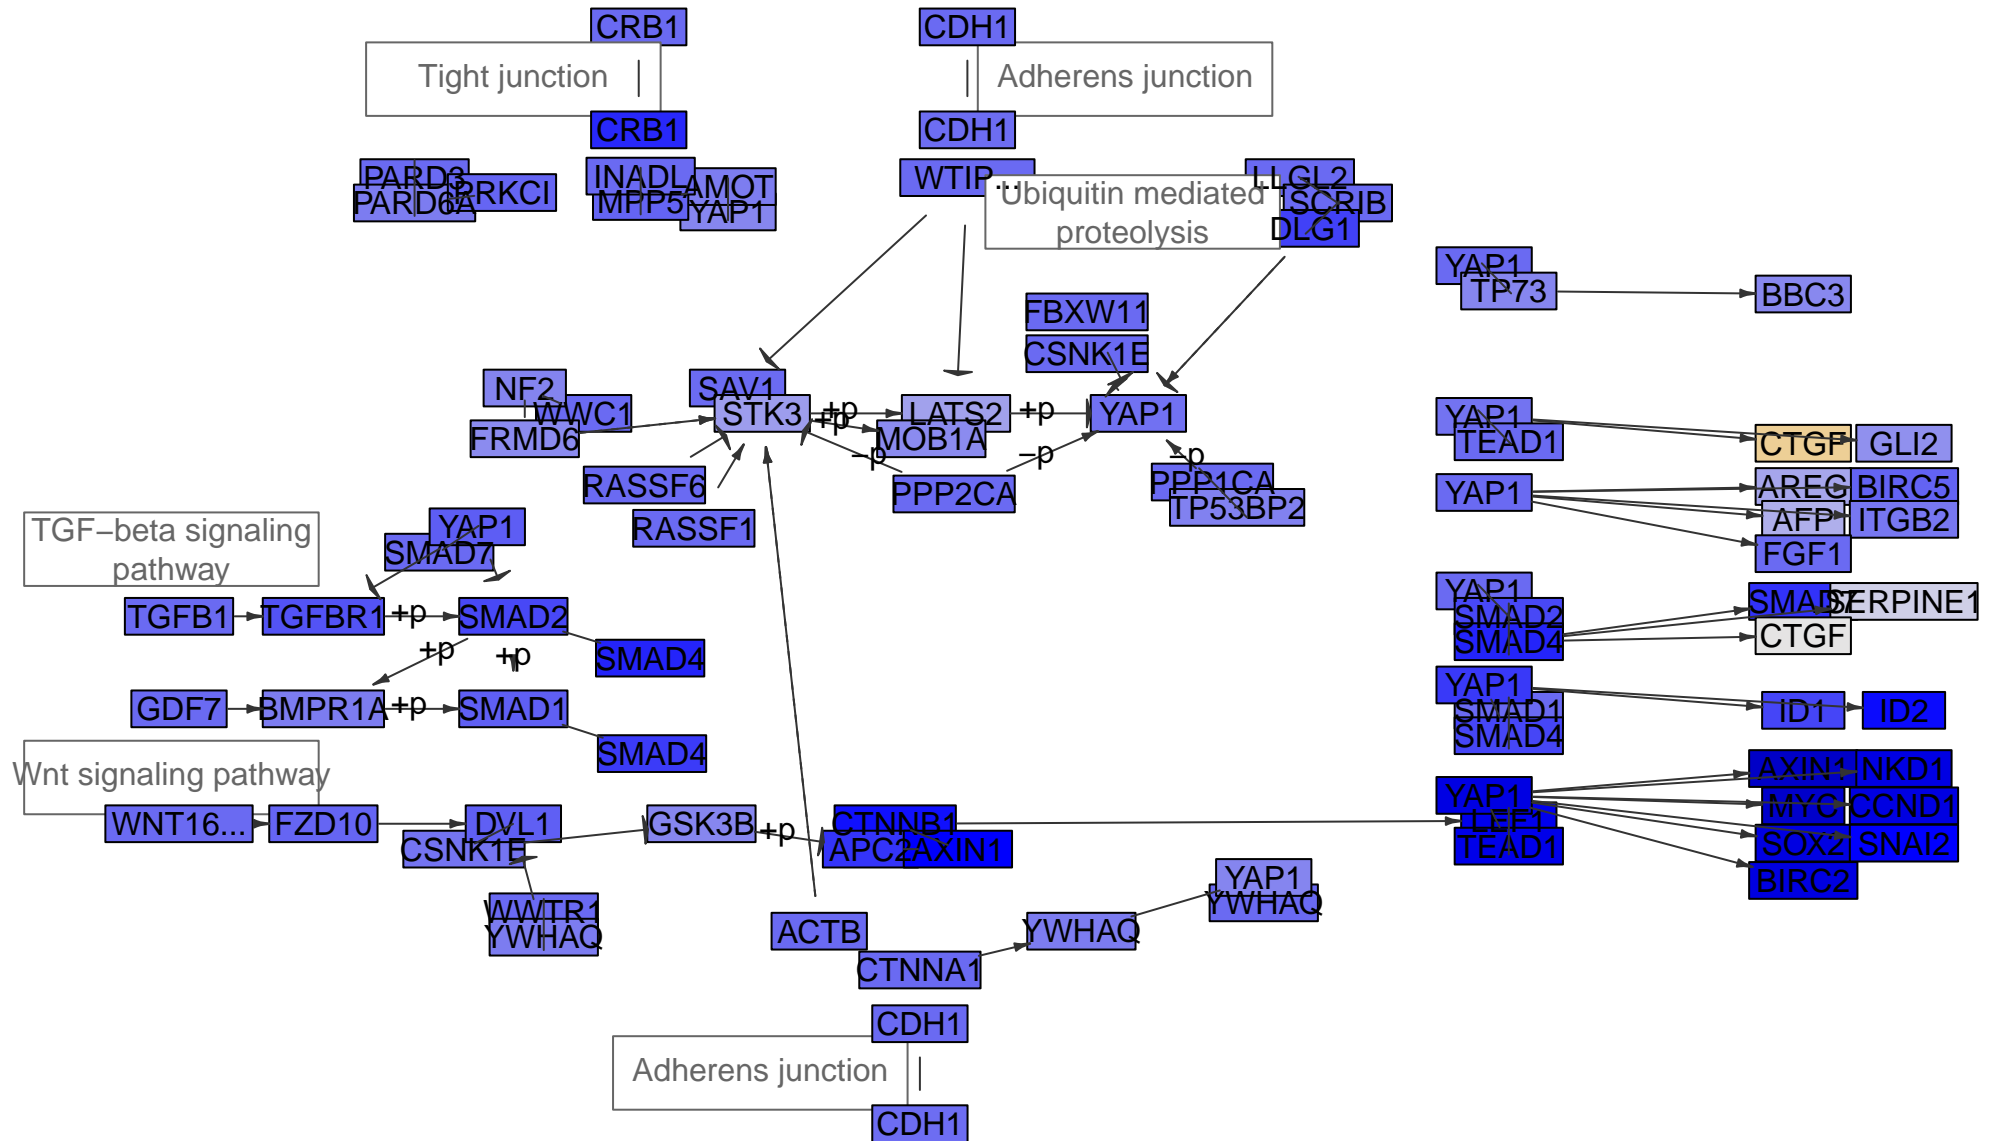 CRB1
CDH1
Tight junction
Adherens junction
CRB1
CDH1
PARD3
PRKCI
PARD6A
INADL
AMOT
MPP5
YAP1
WTIP...
LLGL2
Ubiquitin mediated
proteolysis
SCRIB
DLG1
YAP1
TP73
BBC3
FBXW11
CSNK1E
NF2
WWC1
FRMD6
SAV1
STK3
+p
+p
LATS2
MOB1A
+p
YAP1
−p
−p
−p
RASSF6
RASSF1
PPP2CA
PPP1CA
TP53BP2
YAP1
TEAD1
CTGF
GLI2
YAP1
AREG
BIRC5
AFP
ITGB2
FGF1
TGF−beta signaling
pathway
YAP1
SMAD7
TGFB1
TGFBR1
+p
SMAD2
+p
+p
SMAD4
YAP1
SMAD2
SMAD4
SMAD7
SERPINE1
CTGF
GDF7
BMPR1A
+p
SMAD1
SMAD4
YAP1
SMAD1
SMAD4
ID1
ID2
Wnt signaling pathway
WNT16...
FZD10
DVL1
CSNK1E
GSK3B
+p
CTNNB1
APC2
AXIN1
YAP1
LEF1
TEAD1
AXIN1
NKD1
MYC
CCND1
SOX2
SNAI2
BIRC2
WWTR1
YWHAQ
ACTB
CTNNA1
YWHAQ
YAP1
YWHAQ
CDH1
Adherens junction
CDH1